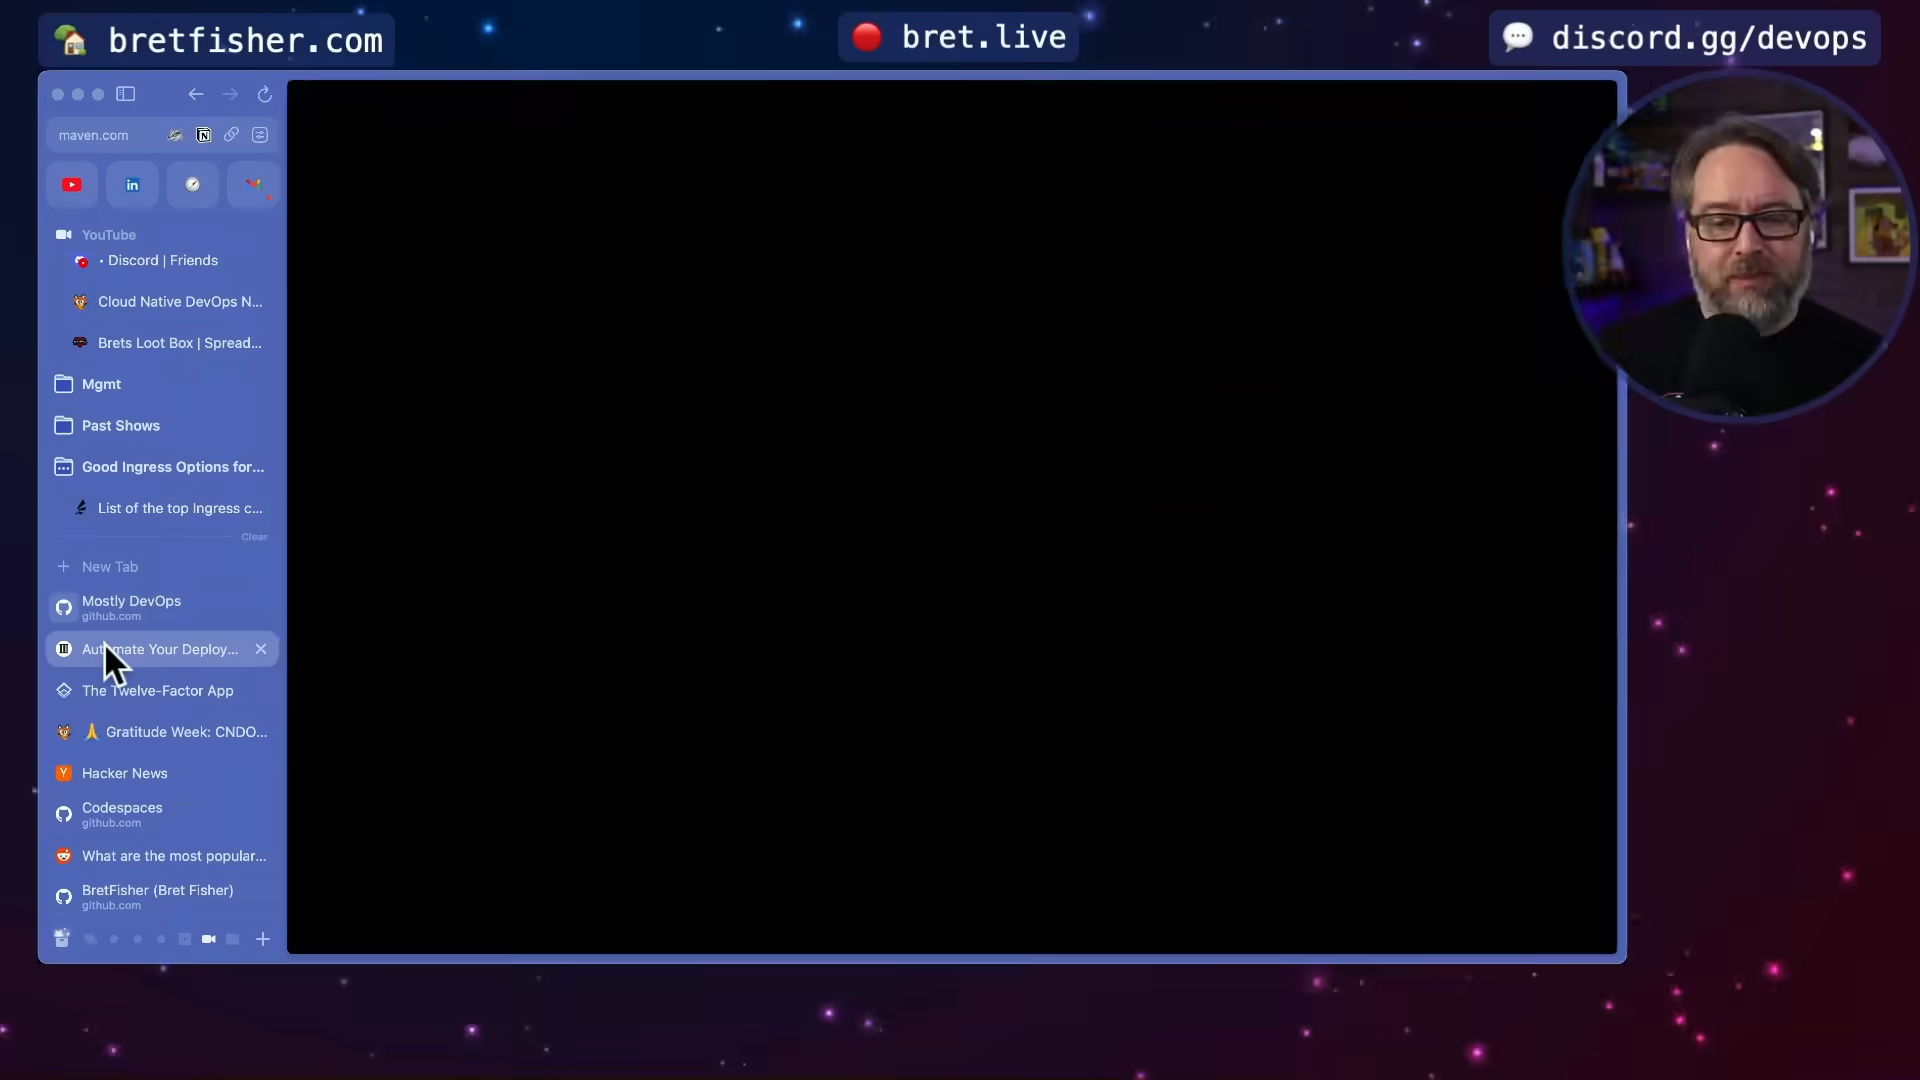 bretfisher.com
bret.live
discord.gg/devops
maven.com
YouTube
• Discord | Friends
Cloud Native DevOps N...
Brets Loot Box | Spread...
Mgmt
Past Shows
Good Ingress Options for...
List of the top Ingress c...
Clear
New Tab
Mostly DevOps
github.com
Automate Your Deploy...
The Twelve-Factor App
🙏 Gratitude Week: CNDO...
Hacker News
Codespaces
github.com
What are the most popular...
BretFisher (Bret Fisher)
github.com